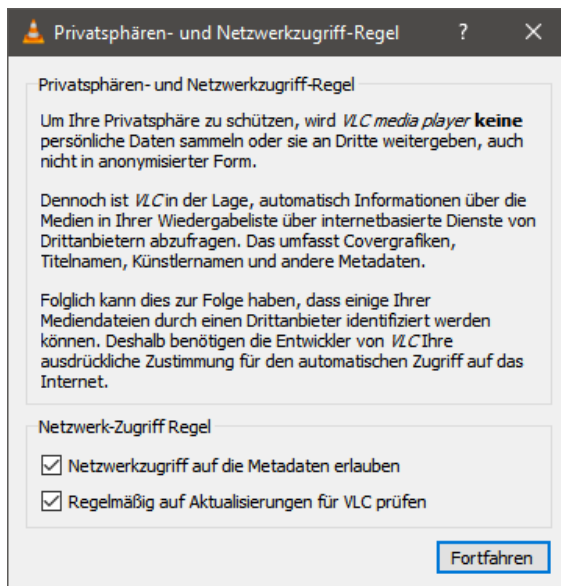 Privatsphären- und Netzwerkzugriff-Regel ? ×
Privatsphären- und Netzwerkzugriff-Regel
Um Ihre Privatsphäre zu schützen, wird VLC media player keine
persönliche Daten sammeln oder sie an Dritte weitergeben, auch
nicht in anonymisierter Form.
Dennoch ist VLC in der Lage, automatisch Informationen über die
Medien in Ihrer Wiedergabeliste über internetbasierte Dienste von
Drittanbietern abzufragen. Das umfasst Covergrafiken,
Titelnamen, Künstlernamen und andere Metadaten.
Folglich kann dies zur Folge haben, dass einige Ihrer
Mediendateien durch einen Drittanbieter identifiziert werden
können. Deshalb benötigen die Entwickler von VLC Ihre
ausdrückliche Zustimmung für den automatischen Zugriff auf das
Internet.
Netzwerk-Zugriff Regel
Netzwerkzugriff auf die Metadaten erlauben
Regelmäßig auf Aktualisierungen für VLC prüfen
Fortfahren